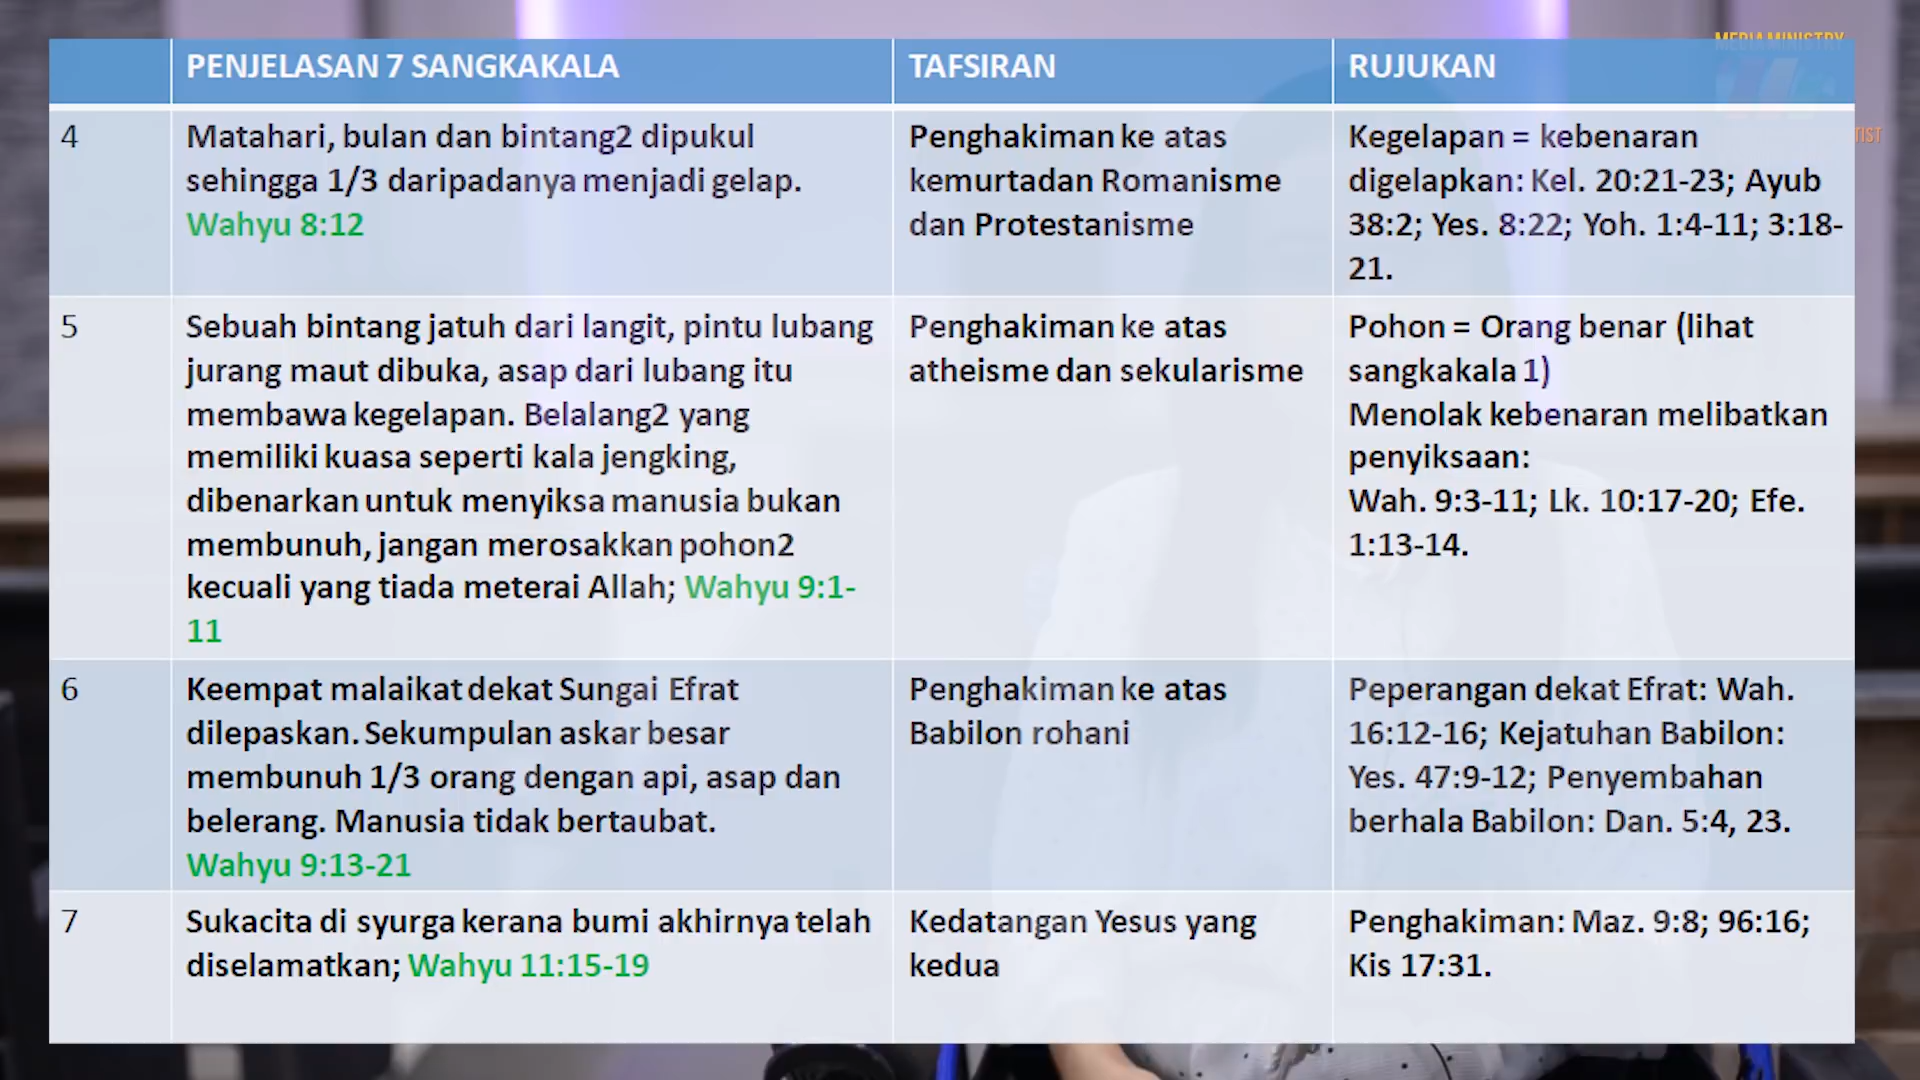 MEDIA MINISTRY
PENJELASAN 7 SANGKAKALA
TAFSIRAN
RUJUKAN
4
Matahari, bulan dan bintang2 dipukul
sehingga 1/3 daripadanya menjadi gelap.
Wahyu 8:12
Penghakiman ke atas
kemurtadan Romanisme
dan Protestanisme
Kegelapan = kebenaran
digelapkan: Kel. 20:21-23; Ayub
38:2; Yes. 8:22; Yoh. 1:4-11; 3:18-
21.
5
Sebuah bintang jatuh dari langit, pintu lubang
jurang maut dibuka, asap dari lubang itu
membawa kegelapan. Belalang2 yang
memiliki kuasa seperti kala jengking,
dibenarkan untuk menyiksa manusia bukan
membunuh, jangan merosakkan pohon2
kecuali yang tiada meterai Allah; Wahyu 9:1-
11
Penghakiman ke atas
atheisme dan sekularisme
Pohon = Orang benar (lihat
sangkakala 1)
Menolak kebenaran melibatkan
penyiksaan:
Wah. 9:3-11; Lk. 10:17-20; Efe.
1:13-14.
6
Keempat malaikat dekat Sungai Efrat
dilepaskan. Sekumpulan askar besar
membunuh 1/3 orang dengan api, asap dan
belerang. Manusia tidak bertaubat.
Wahyu 9:13-21
Penghakiman ke atas
Babilon rohani
Peperangan dekat Efrat: Wah.
16:12-16; Kejatuhan Babilon:
Yes. 47:9-12; Penyembahan
berhala Babilon: Dan. 5:4, 23.
7
Sukacita di syurga kerana bumi akhirnya telah
diselamatkan; Wahyu 11:15-19
Kedatangan Yesus yang
kedua
Penghakiman: Maz. 9:8; 96:16;
Kis 17:31.